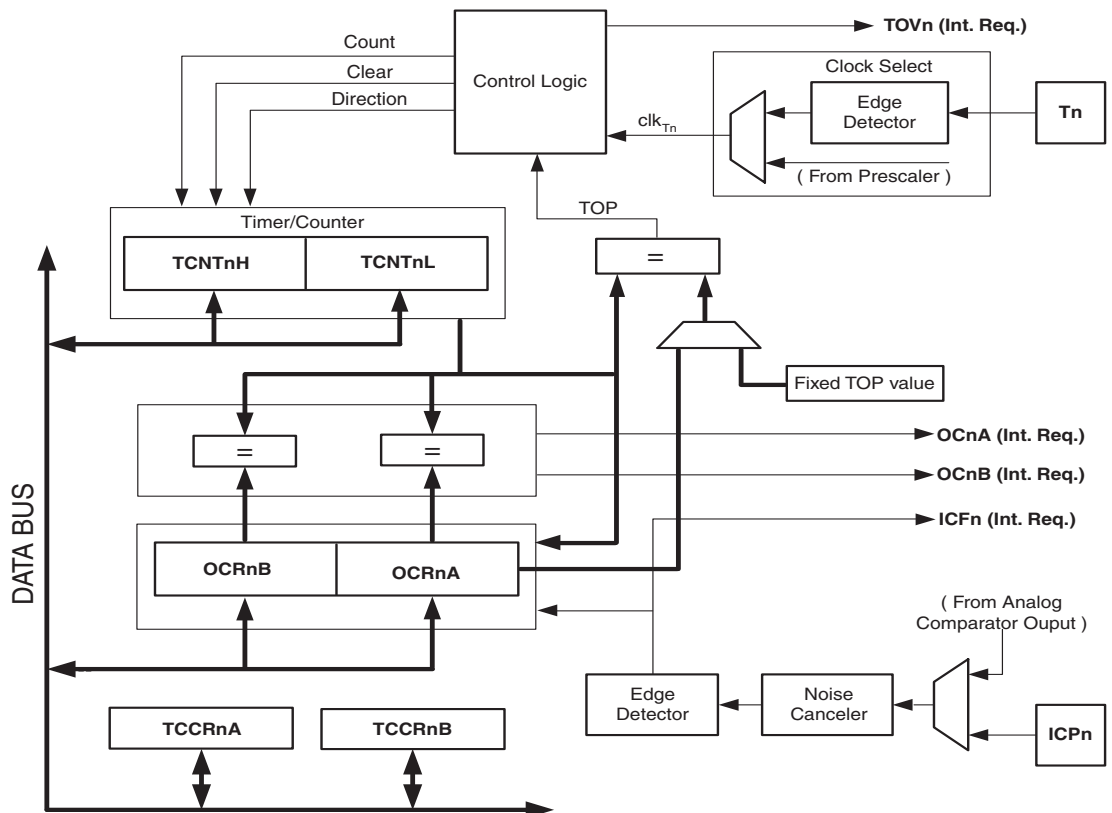 TOVn (Int. Req.)
Count
Clear
Direction
Control Logic
Clock Select
Edge
Detector
Tn
clkTn
( From Prescaler )
TOP
Timer/Counter
TCNTnH
TCNTnL
=
Fixed TOP value
=
=
OCnA (Int. Req.)
OCnB (Int. Req.)
ICFn (Int. Req.)
DATA BUS
OCRnB
OCRnA
( From Analog
Comparator Ouput )
Edge
Detector
Noise
Canceler
ICPn
TCCRnA
TCCRnB